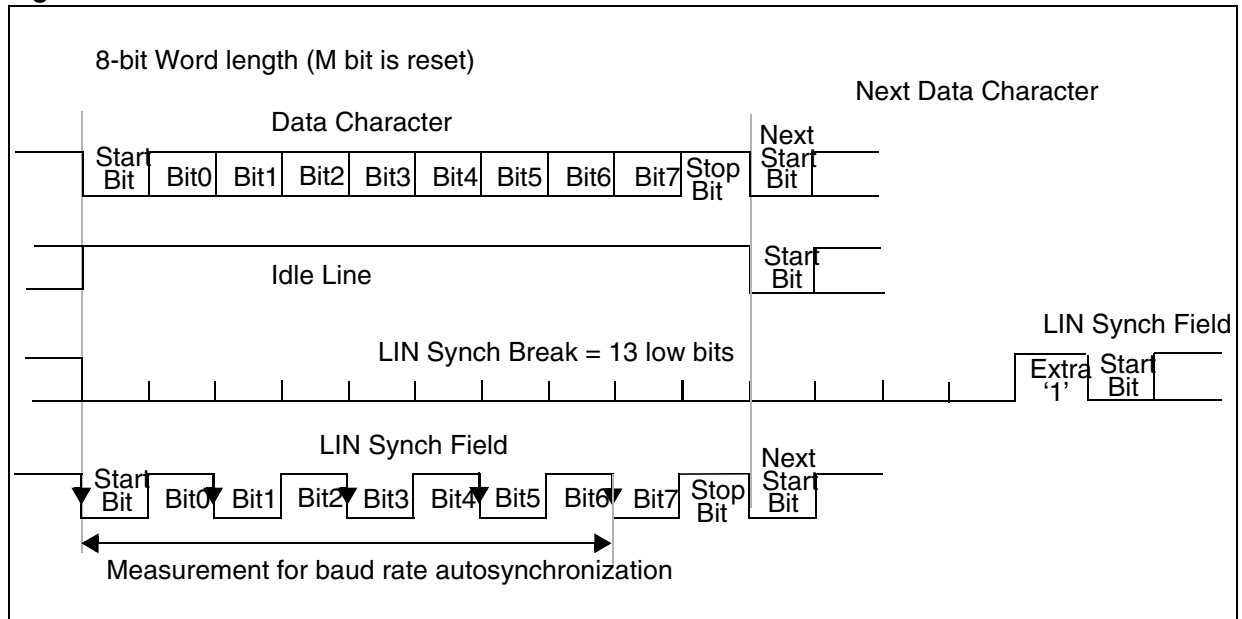 8-bit Word length (M bit is reset)
Next Data Character
Data Character
Start Bit
Bit0
Bit1
Bit2
Bit3
Bit4
Bit5
Bit6
Bit7
Stop Bit
Next Start Bit
Idle Line
Start Bit
LIN Synch Field
LIN Synch Break = 13 low bits
Extra ‘1’
Start Bit
LIN Synch Field
Start Bit
Bit0
Bit1
Bit2
Bit3
Bit4
Bit5
Bit6
Bit7
Stop Bit
Next Start Bit
Measurement for baud rate autosynchronization